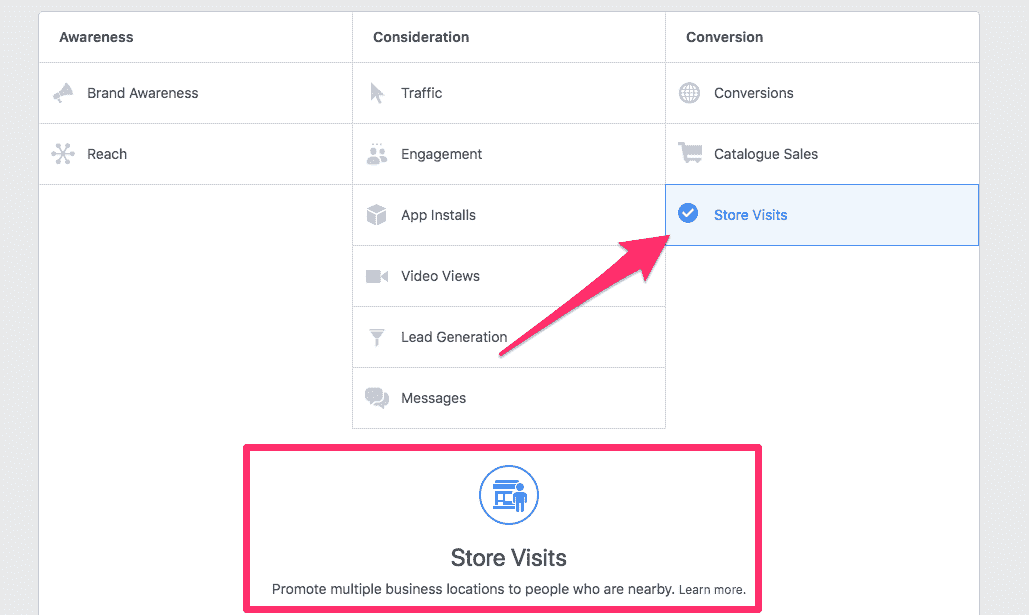 Awareness
Consideration
Conversion
Brand Awareness
Traffic
Conversions
Reach
Engagement
Catalogue Sales
App Installs
Store Visits
Video Views
Lead Generation
Messages
Store Visits
Promote multiple business locations to people who are nearby. Learn more.